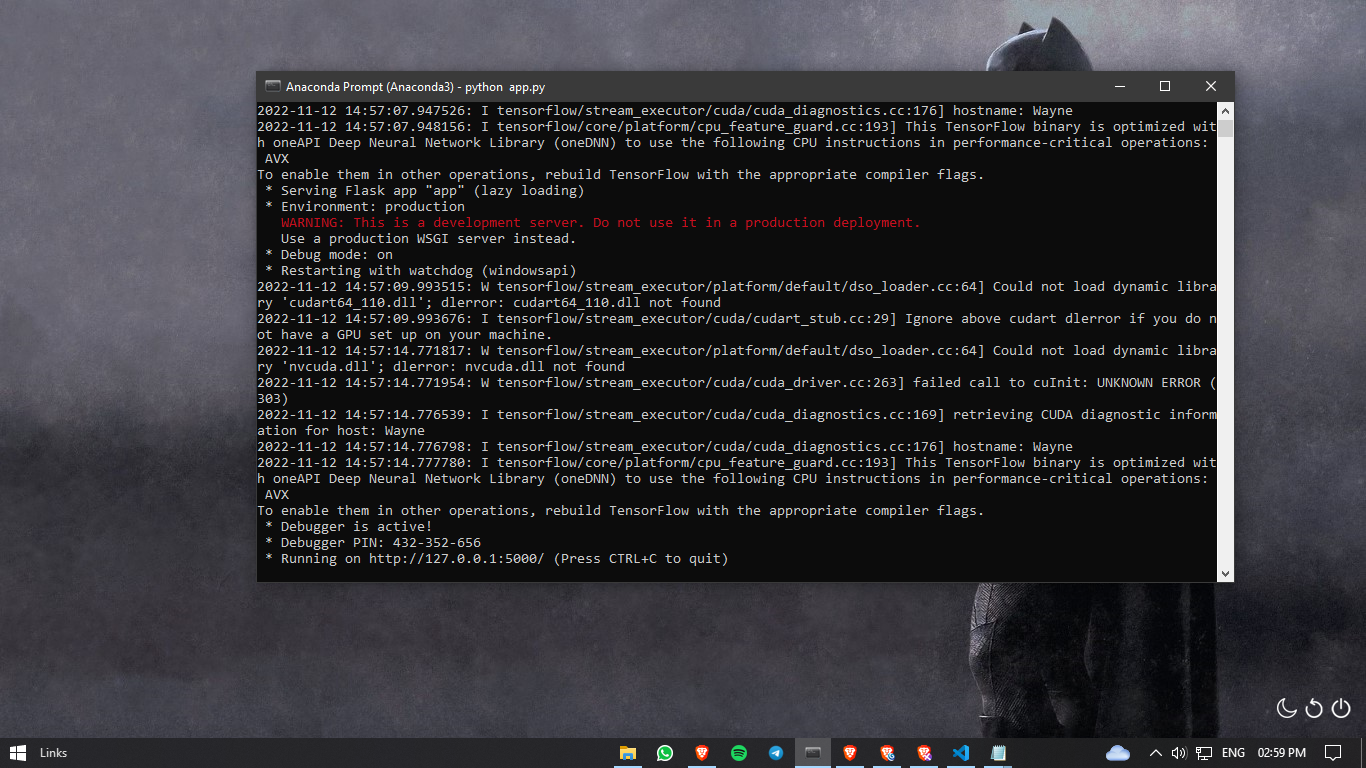 Anaconda Prompt (Anaconda3) - python  app.py
2022-11-12 14:57:07.947526: I tensorflow/stream_executor/cuda/cuda_diagnostics.cc:176] hostname: Wayne
2022-11-12 14:57:07.948156: I tensorflow/core/platform/cpu_feature_guard.cc:193] This TensorFlow binary is optimized wit
h oneAPI Deep Neural Network Library (oneDNN) to use the following CPU instructions in performance-critical operations:
AVX
To enable them in other operations, rebuild TensorFlow with the appropriate compiler flags.
* Serving Flask app "app" (lazy loading)
* Environment: production
WARNING: This is a development server. Do not use it in a production deployment.
Use a production WSGI server instead.
* Debug mode: on
* Restarting with watchdog (windowsapi)
2022-11-12 14:57:09.993515: W tensorflow/stream_executor/platform/default/dso_loader.cc:64] Could not load dynamic libra
ry 'cudart64_110.dll'; dlerror: cudart64_110.dll not found
2022-11-12 14:57:09.993676: I tensorflow/stream_executor/cuda/cudart_stub.cc:29] Ignore above cudart dlerror if you do n
ot have a GPU set up on your machine.
2022-11-12 14:57:14.771817: W tensorflow/stream_executor/platform/default/dso_loader.cc:64] Could not load dynamic libra
ry 'nvcuda.dll'; dlerror: nvcuda.dll not found
2022-11-12 14:57:14.771954: W tensorflow/stream_executor/cuda/cuda_driver.cc:263] failed call to cuInit: UNKNOWN ERROR (
303)
2022-11-12 14:57:14.776539: I tensorflow/stream_executor/cuda/cuda_diagnostics.cc:169] retrieving CUDA diagnostic inform
ation for host: Wayne
2022-11-12 14:57:14.776798: I tensorflow/stream_executor/cuda/cuda_diagnostics.cc:176] hostname: Wayne
2022-11-12 14:57:14.777780: I tensorflow/core/platform/cpu_feature_guard.cc:193] This TensorFlow binary is optimized wit
h oneAPI Deep Neural Network Library (oneDNN) to use the following CPU instructions in performance-critical operations:
AVX
To enable them in other operations, rebuild TensorFlow with the appropriate compiler flags.
* Debugger is active!
* Debugger PIN: 432-352-656
* Running on http://127.0.0.1:5000/ (Press CTRL+C to quit)
Links
ENG
02:59 PM